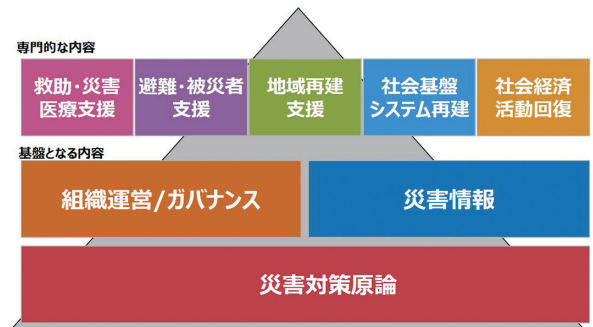 専門的な内容
救助・災害
医療支援
避難・被災者
支援
地域再建
支援
社会基盤
システム再建
社会経済
活動回復
基盤となる内容
組織運営/ガバナンス
災害情報
災害対策原論